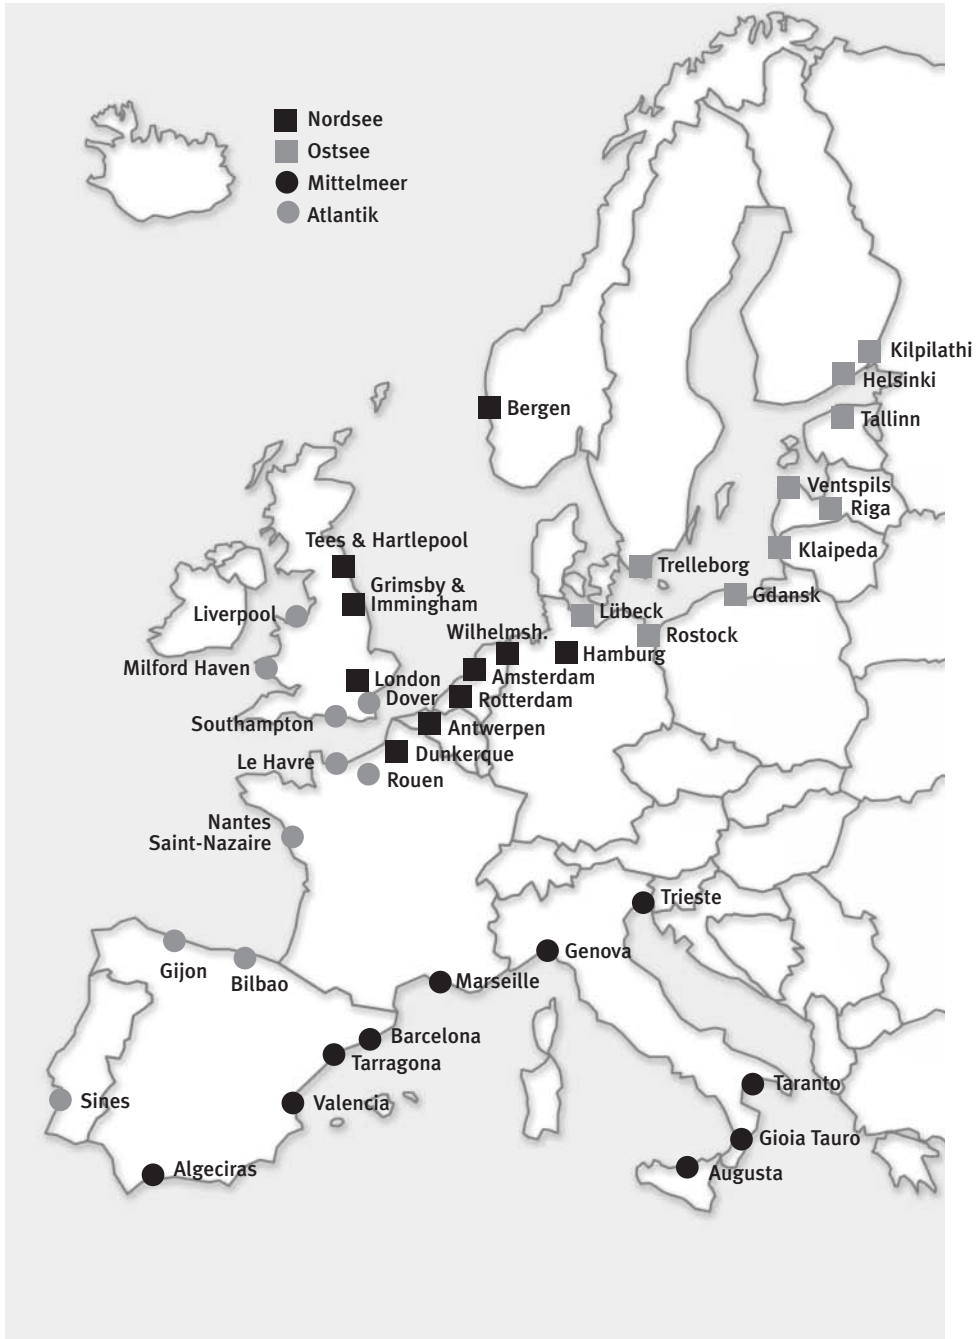 Nordsee
Ostsee
Mittelmeer
Atlantik
Kilpilathi
Helsinki
Bergen
Tallinn
Ventspils
Riga
Tees & Hartlepool
Klaipeda
Trelleborg
Grimsby &
Immingham
Gdansk
Liverpool
Lübeck
Wilhelmsh.
Rostock
Hamburg
Milford Haven
London
Amsterdam
Dover
Rotterdam
Southampton
Antwerpen
Le Havre
Dunkerque
Rouen
Nantes
Saint-Nazaire
Trieste
Genova
Gijon
Bilbao
Marseille
Barcelona
Tarragona
Taranto
Sines
Valencia
Gioia Tauro
Algeciras
Augusta